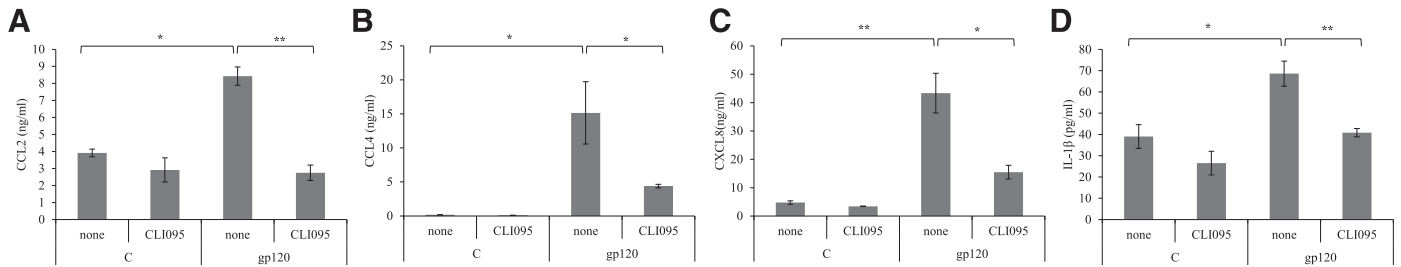 A
* **
CCL2 (ng/ml)
10
9
8
7
6
5
4
3
2
1
0
none CLI095 none CLI095
C gp120
B
* *
CCL4 (ng/ml)
25
20
15
10
5
0
none CLI095 none CLI095
C gp120
C
** *
CXCL8(ng/ml)
60
50
40
30
20
10
0
none CLI095 none CLI095
C gp120
D
* **
IL-1β (pg/ml)
80
70
60
50
40
30
20
10
0
none CLI095 none CLI095
C gp120